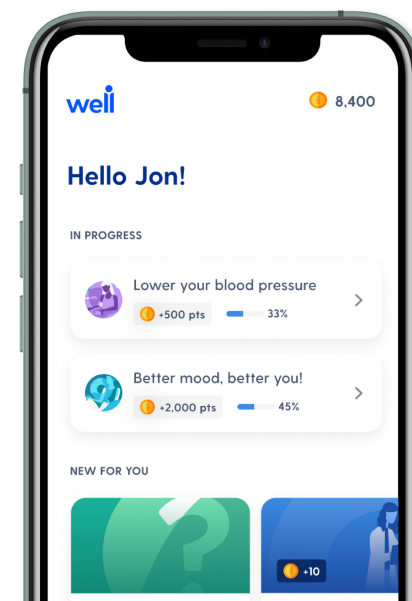 well
8,400
Hello Jon!
IN PROGRESS
Lower your blood pressure
+500 pts
33%
Better mood, better you!
+2,000 pts
45%
NEW FOR YOU
?
+10